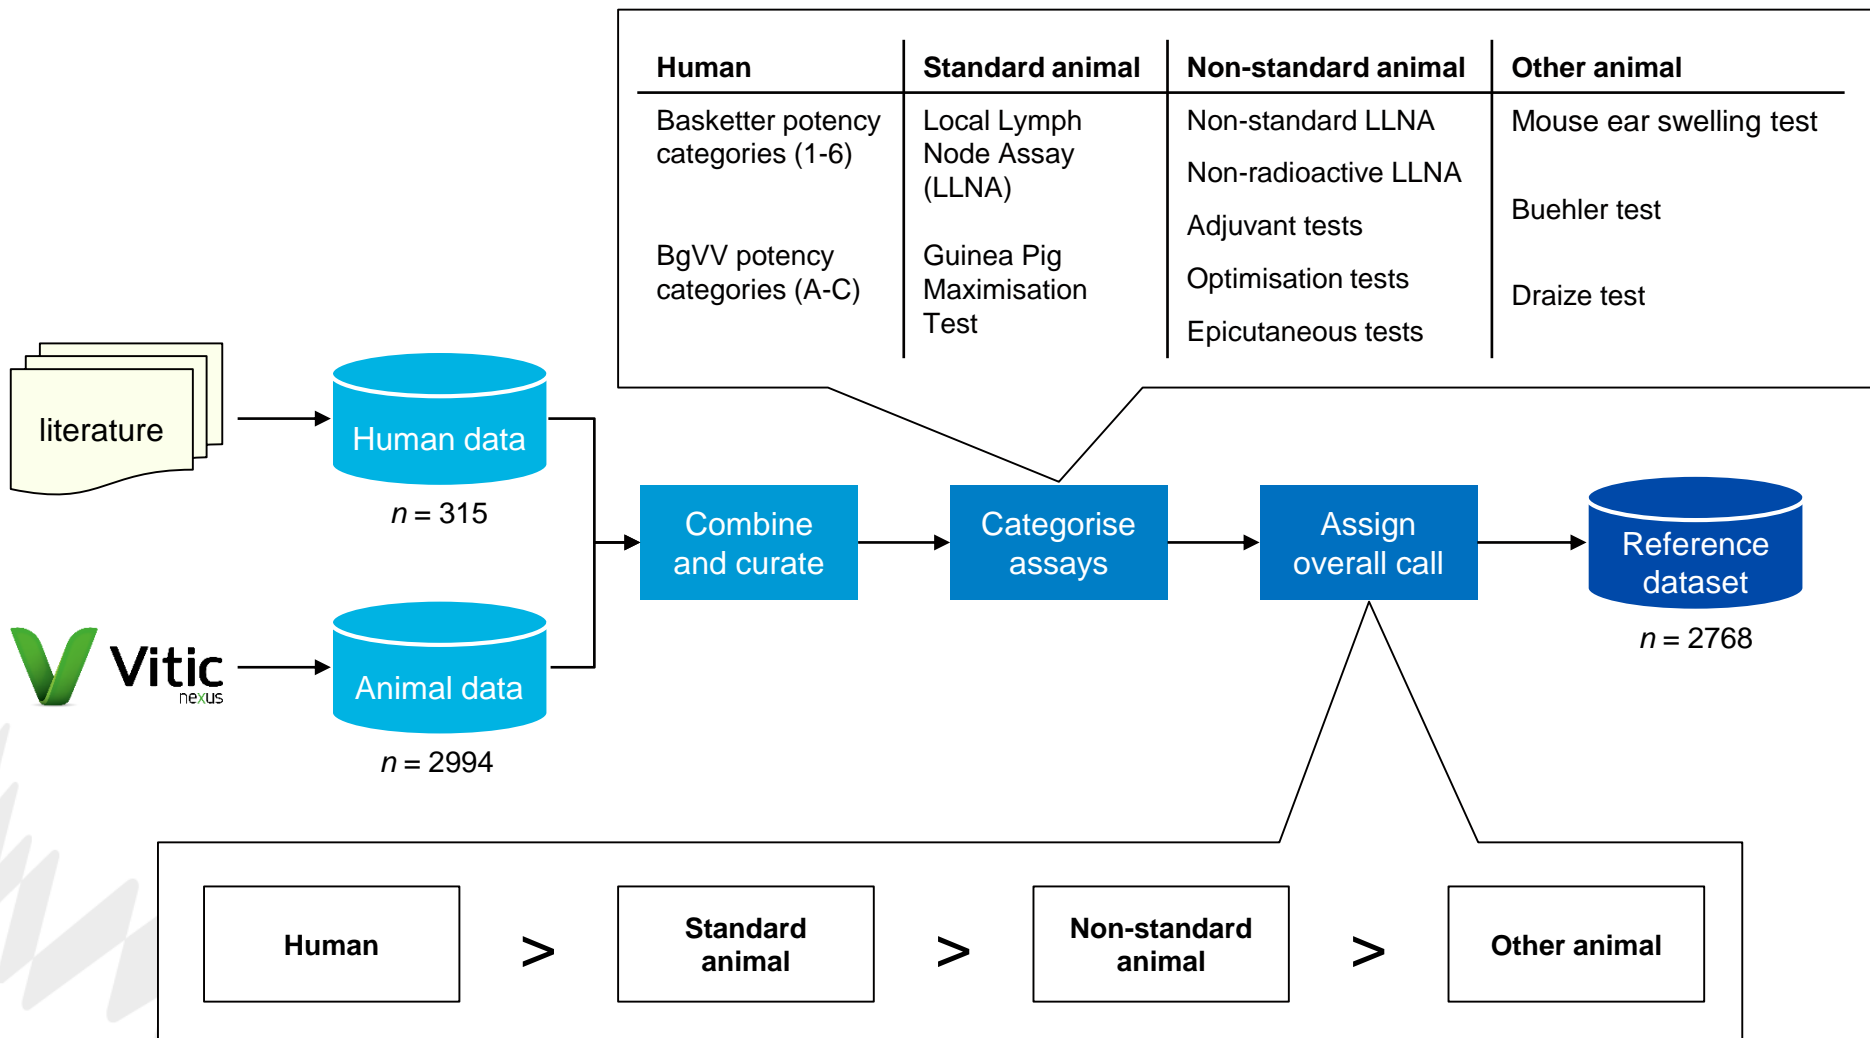 Human
Standard animal
Non-standard animal
Other animal
Basketter potency
categories (1-6)
BgVV potency
categories (A-C)
Local Lymph
Node Assay
(LLNA)
Guinea Pig
Maximisation
Test
Non-standard LLNA
Non-radioactive LLNA
Adjuvant tests
Optimisation tests
Epicutaneous tests
Mouse ear swelling test
Buehler test
Draize test
literature
Human data
n = 315
Vitic
nexus
Animal data
n = 2994
Combine
and curate
Categorise
assays
Assign
overall call
Reference
dataset
n = 2768
Human
>
Standard
animal
>
Non-standard
animal
>
Other animal